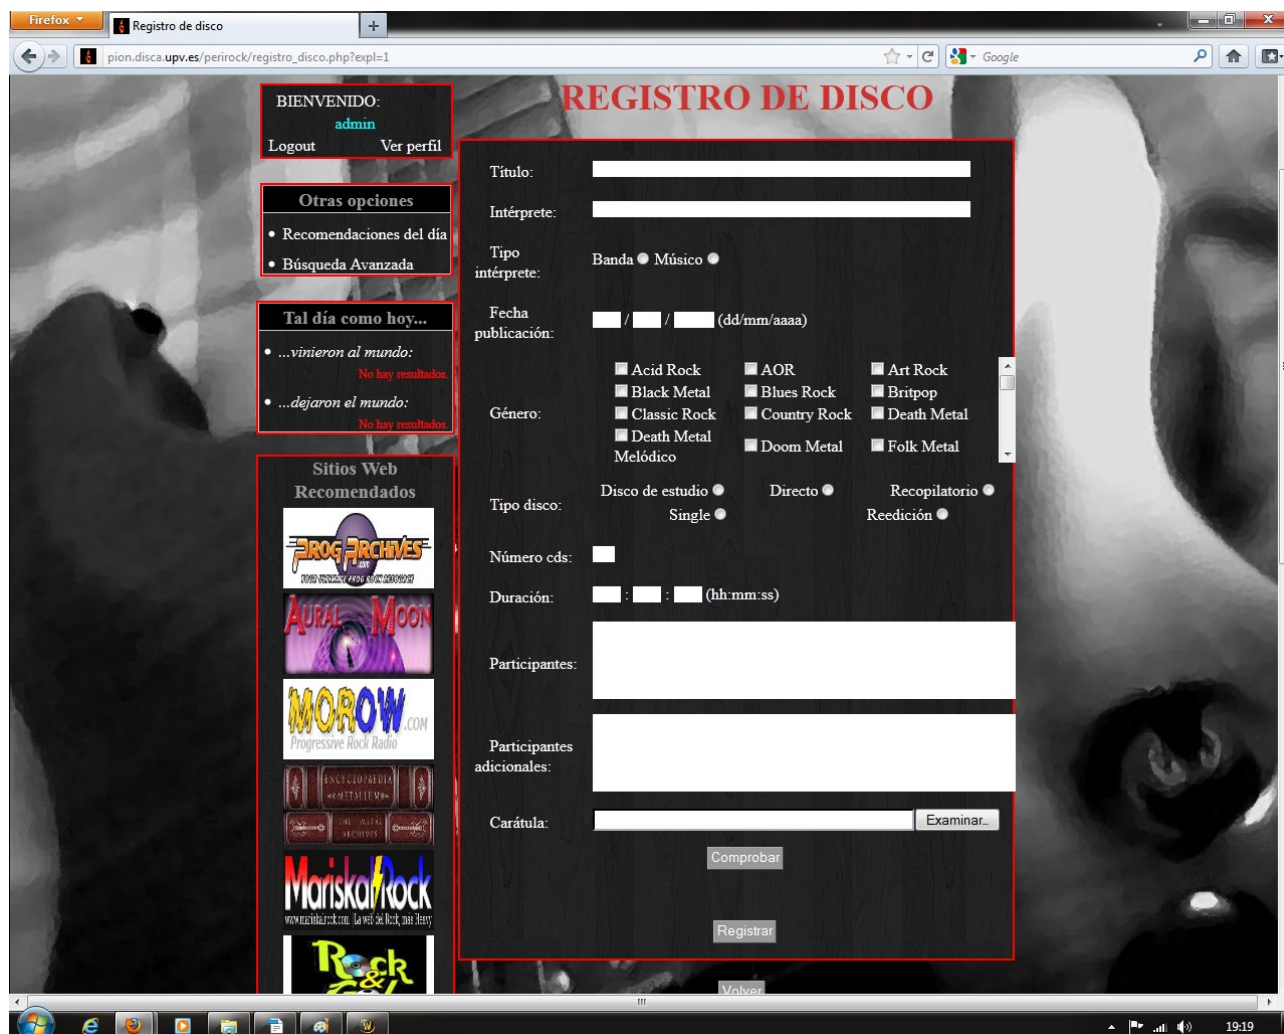 Firefox
Registro de disco
pion.disca.upv.es/perirock/registro_disco.php?expl=1
Google
BIENVENIDO:
admin
Logout Ver perfil
Otras opciones
• Recomendaciones del día
• Búsqueda Avanzada
Tal día como hoy...
• ...vinieron al mundo:
No hay resultados.
• ...dejaron el mundo:
No hay resultados.
Sitios Web
Recomendados
PROG ARCHIVES
.com
YOUR ULTIMATE PROG ROCK RESOURCE
AURAL MOON
MOROW.COM
Progressive Rock Radio
ENCYCLOPAEDIA
METALLUM
THE METAL
ARCHIVES
MariskalRock
www.mariskalrock.com | La web del Rock, más Heavy
Rock
&
REGISTRO DE DISCO
Título:
Intérprete:
Tipo
intérprete:
Banda Músico
Fecha
publicación:
/ / (dd/mm/aaaa)
Género:
Acid Rock AOR Art Rock
Black Metal Blues Rock Britpop
Classic Rock Country Rock Death Metal
Death Metal
Melódico
Doom Metal Folk Metal
Tipo disco:
Disco de estudio Directo Recopilatorio
Single Reedición
Número cds:
Duración: : : (hh:mm:ss)
Participantes:
Participantes
adicionales:
Carátula: Examinar...
Comprobar
Registrar
Volver
19:19